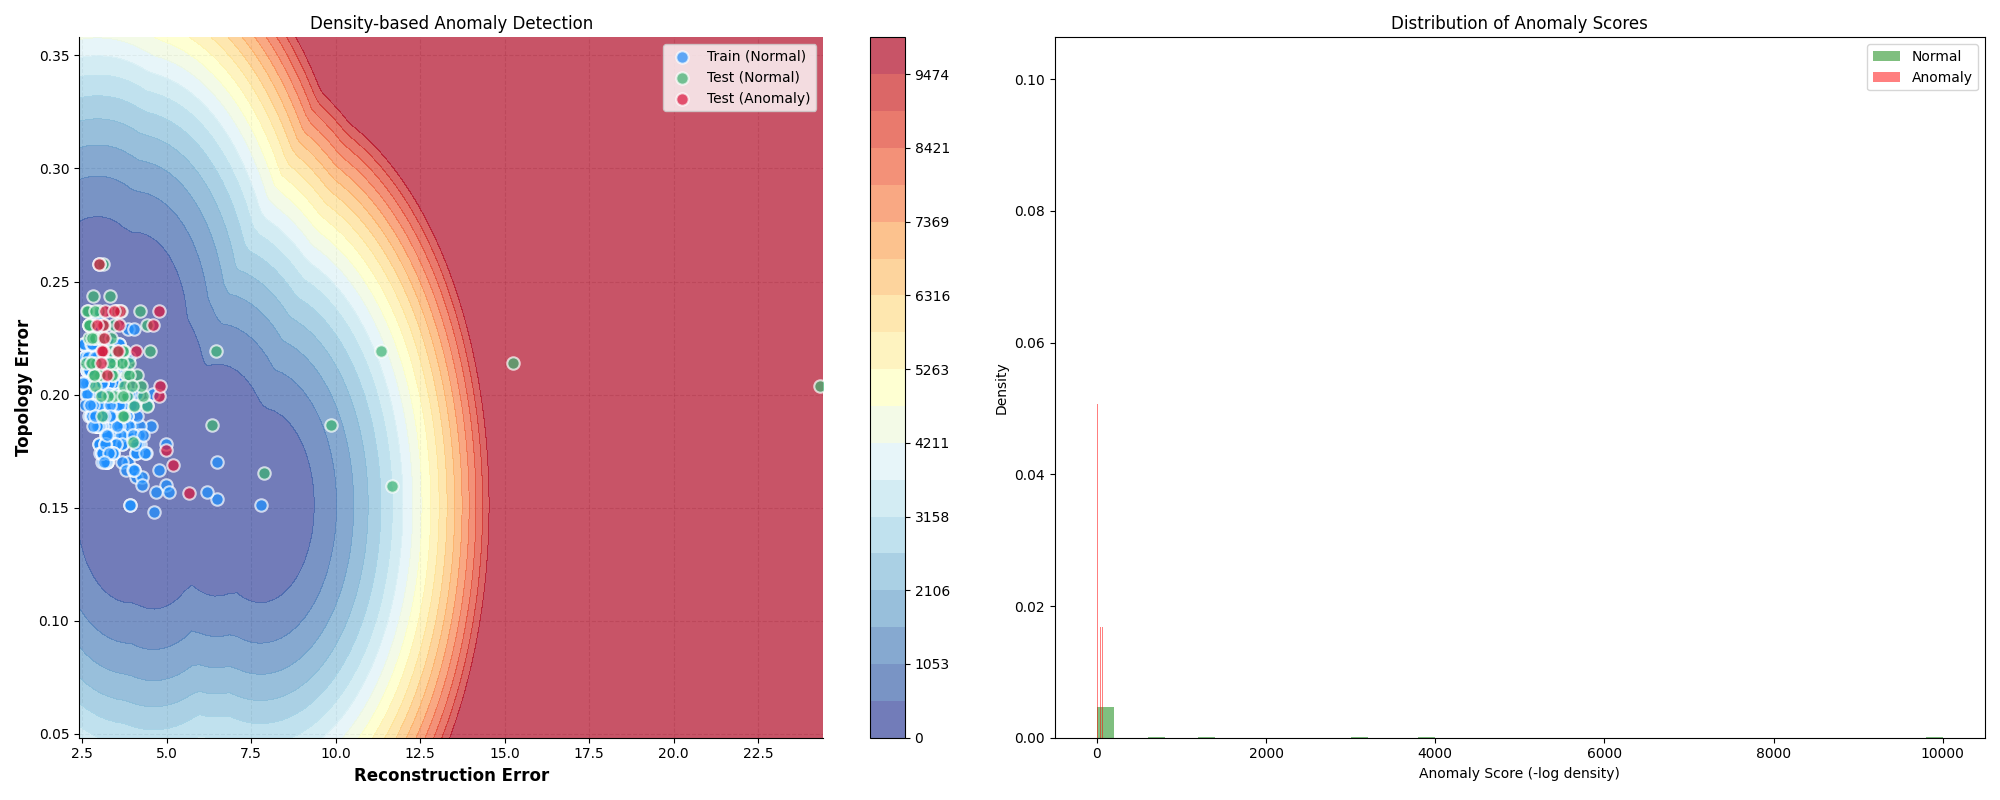 Density-based Anomaly Detection
Train (Normal)
Test (Normal)
Test (Anomaly)
0.35
0.30
0.25
0.20
0.15
0.10
0.05
Topology Error
2.5 5.0 7.5 10.0 12.5 15.0 17.5 20.0 22.5
Reconstruction Error
9474
8421
7369
6316
5263
4211
3158
2106
1053
0
Distribution of Anomaly Scores
Normal
Anomaly
0.10
0.08
0.06
0.04
0.02
0.00
Density
0 2000 4000 6000 8000 10000
Anomaly Score (-log density)